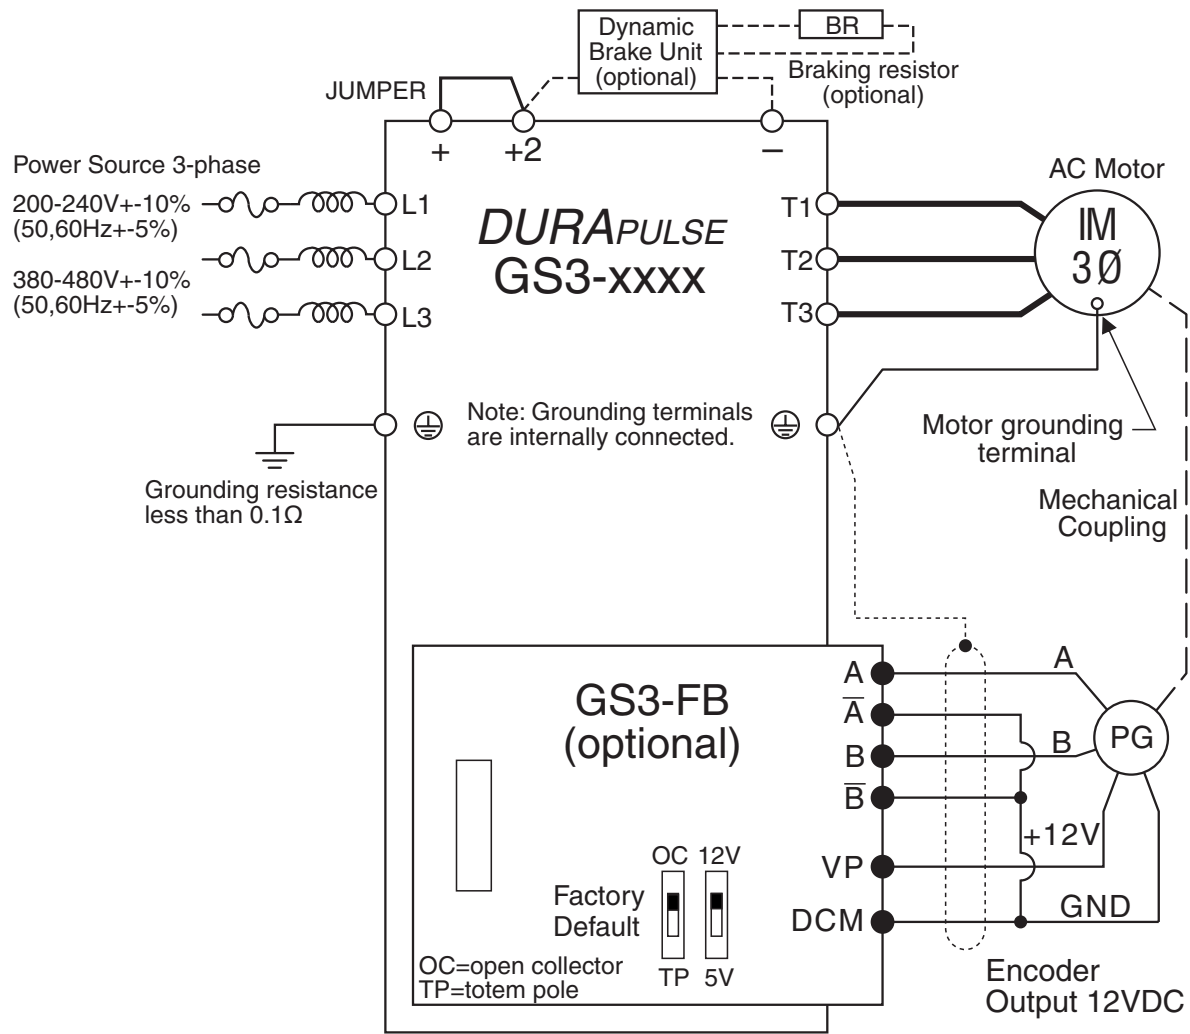 Dynamic
Brake Unit
(optional)
BR
Braking resistor
(optional)
JUMPER
+
+2
−
Power Source 3-phase
200-240V+-10%
(50,60Hz+-5%)
380-480V+-10%
(50,60Hz+-5%)
L1
L2
L3
DURAPULSE
GS3-xxxx
T1
T2
T3
AC Motor
IM
3Ø
Note: Grounding terminals
are internally connected.
Motor grounding
terminal
Grounding resistance
less than 0.1Ω
Mechanical
Coupling
GS3-FB
(optional)
A
A̅
B
B̅
VP
DCM
A
B
PG
+12V
GND
OC 12V
Factory
Default
TP 5V
OC=open collector
TP=totem pole
Encoder
Output 12VDC